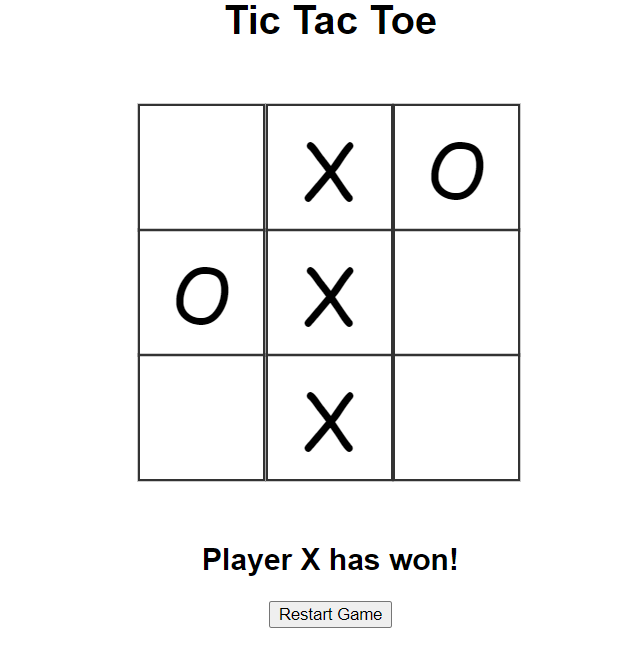 Tic Tac Toe
X O
O X
X
Player X has won!
Restart Game